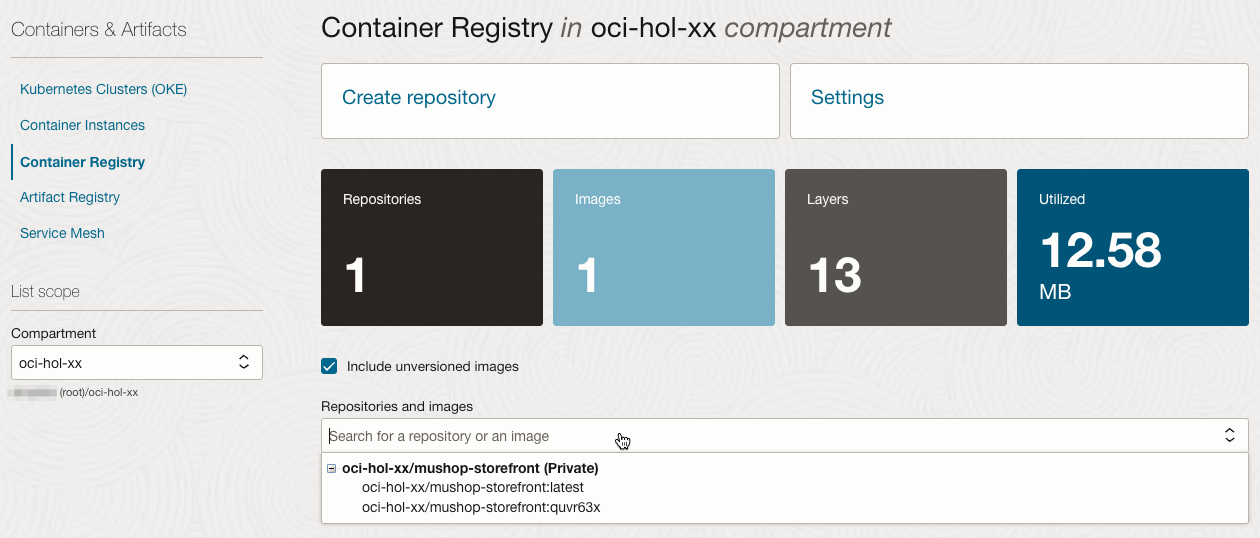 Containers & Artifacts
Kubernetes Clusters (OKE)
Container Instances
Container Registry
Artifact Registry
Service Mesh
List scope
Compartment
oci-hol-xx
(root)/oci-hol-xx
Container Registry in oci-hol-xx compartment
Create repository
Settings
Repositories
1
Images
1
Layers
13
Utilized
12.58
MB
Include unversioned images
Repositories and images
Search for a repository or an image
oci-hol-xx/mushop-storefront (Private)
oci-hol-xx/mushop-storefront:latest
oci-hol-xx/mushop-storefront:quvr63x